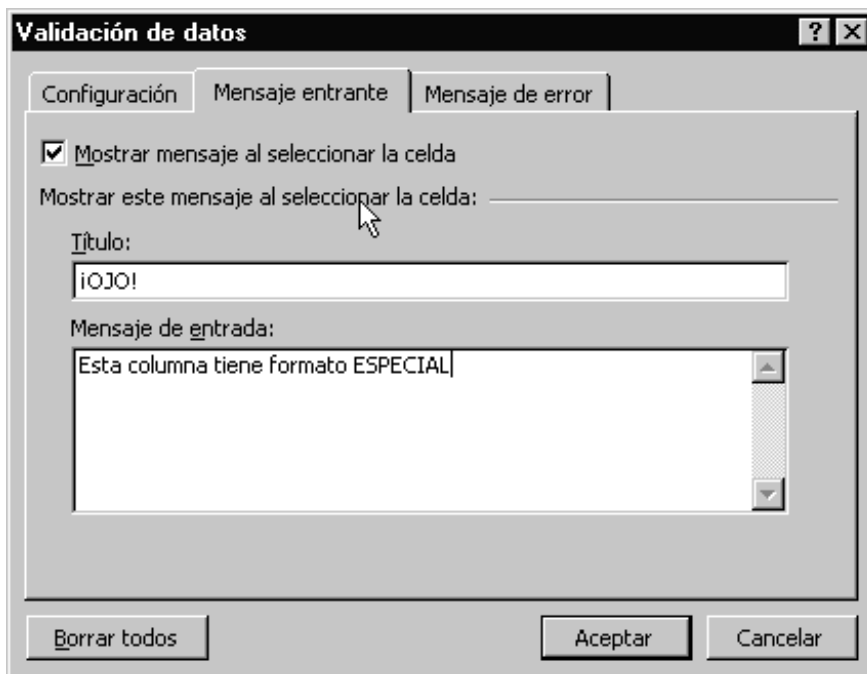 Validación de datos
Configuración
Mensaje entrante
Mensaje de error
Mostrar mensaje al seleccionar la celda
Mostrar este mensaje al seleccionar la celda:
Título:
¡OJO!
Mensaje de entrada:
Esta columna tiene formato ESPECIAL
Borrar todos
Aceptar
Cancelar